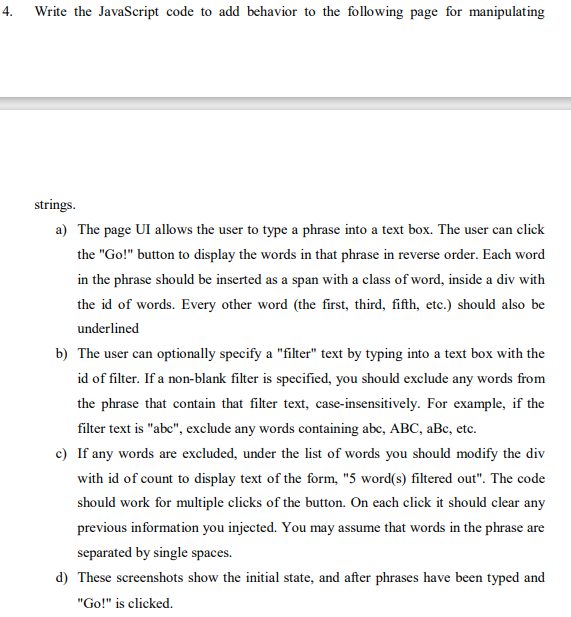 4. Write the JavaScript code to add behavior to the following page for manipulating
strings.
a) The page UI allows the user to type a phrase into a text box. The user can click
the "Go!" button to display the words in that phrase in reverse order. Each word
in the phrase should be inserted as a span with a class of word, inside a div with
the id of words. Every other word (the first, third, fifth, etc.) should also be
underlined
b) The user can optionally specify a "filter" text by typing into a text box with the
id of filter. If a non-blank filter is specified, you should exclude any words from
the phrase that contain that filter text, case-insensitively. For example, if the
filter text is "abc", exclude any words containing abc, ABC, aBc, etc.
c) If any words are excluded, under the list of words you should modify the div
with id of count to display text of the form, "5 word(s) filtered out". The code
should work for multiple clicks of the button. On each click it should clear any
previous information you injected. You may assume that words in the phrase are
separated by single spaces.
d) These screenshots show the initial state, and after phrases have been typed and
"Go!" is clicked.